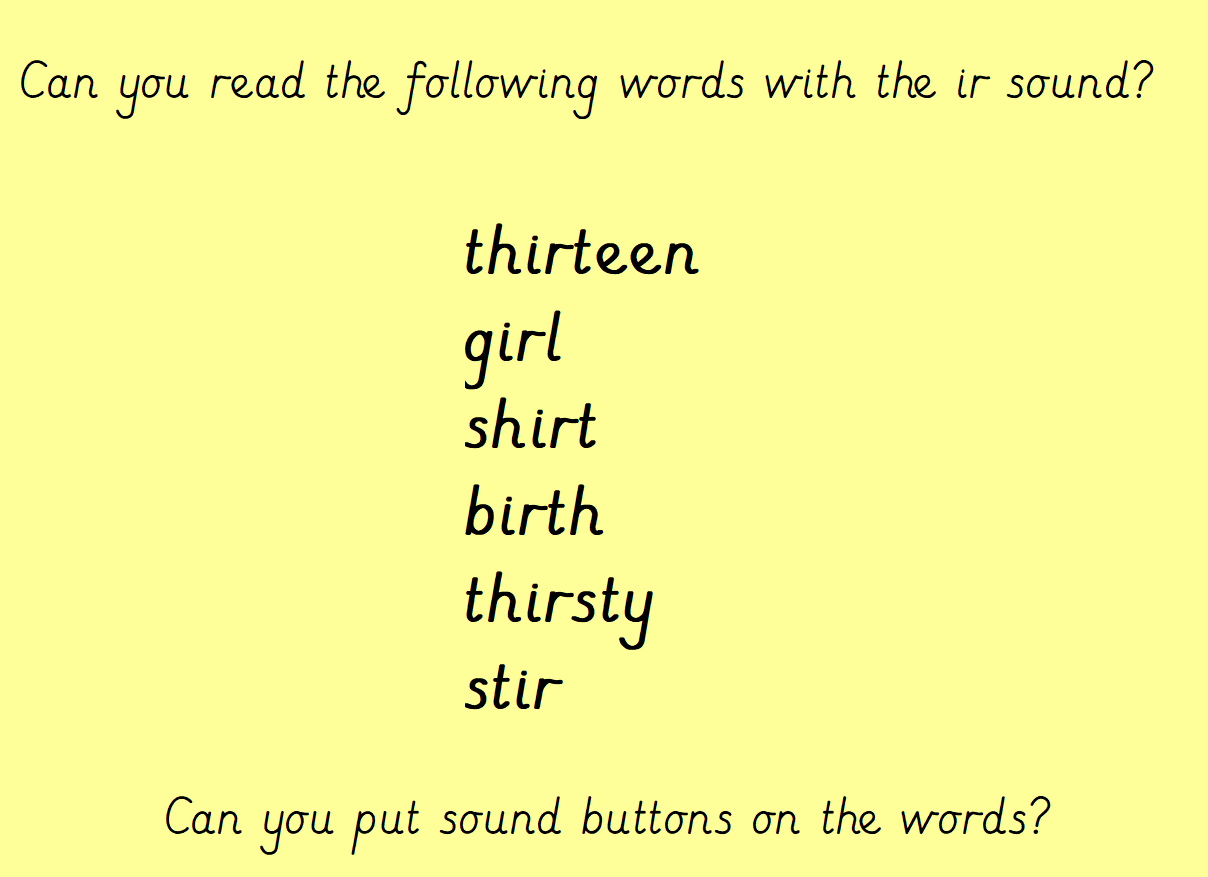 Can you read the following words with the ir sound?
thirteen
girl
shirt
birth
thirsty
stir
Can you put sound buttons on the words?